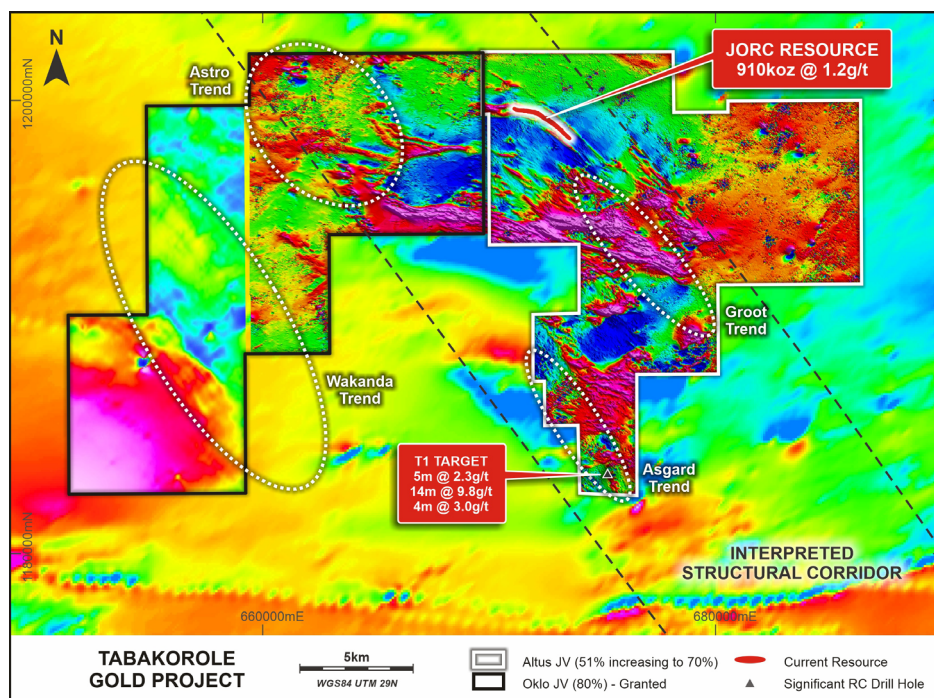 N
Astro
Trend
JORC RESOURCE
910koz @ 1.2g/t
1200000mN
Groot
Trend
Wakanda
Trend
T1 TARGET
5m @ 2.3g/t
14m @ 9.8g/t
4m @ 3.0g/t
Asgard
Trend
1180000mN
INTERPRETED
STRUCTURAL CORRIDOR
660000mE
680000mE
TABAKOROLE
GOLD PROJECT
5km
WGS84 UTM 29N
Altus JV (51% increasing to 70%)
Current Resource
Oklo JV (80%) - Granted
Significant RC Drill Hole